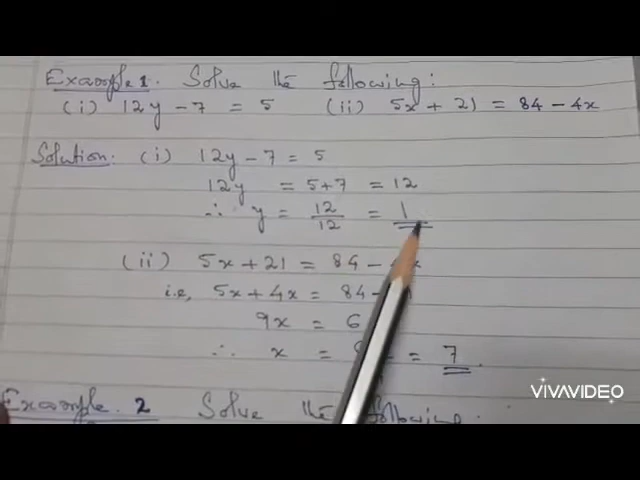 Example 1. Solve the following:
(i) 12y - 7 = 5 (ii) 5x + 21 = 84 - 4x
Solution: (i) 12y - 7 = 5
12y = 5+7 = 12
∴ y = 12/12 = 1
(ii) 5x + 21 = 84 - x
i.e, 5x + 4x = 84 -
9x = 6
∴ x = = 7.
Example. 2 Solve the following:
VIVAVIDEO